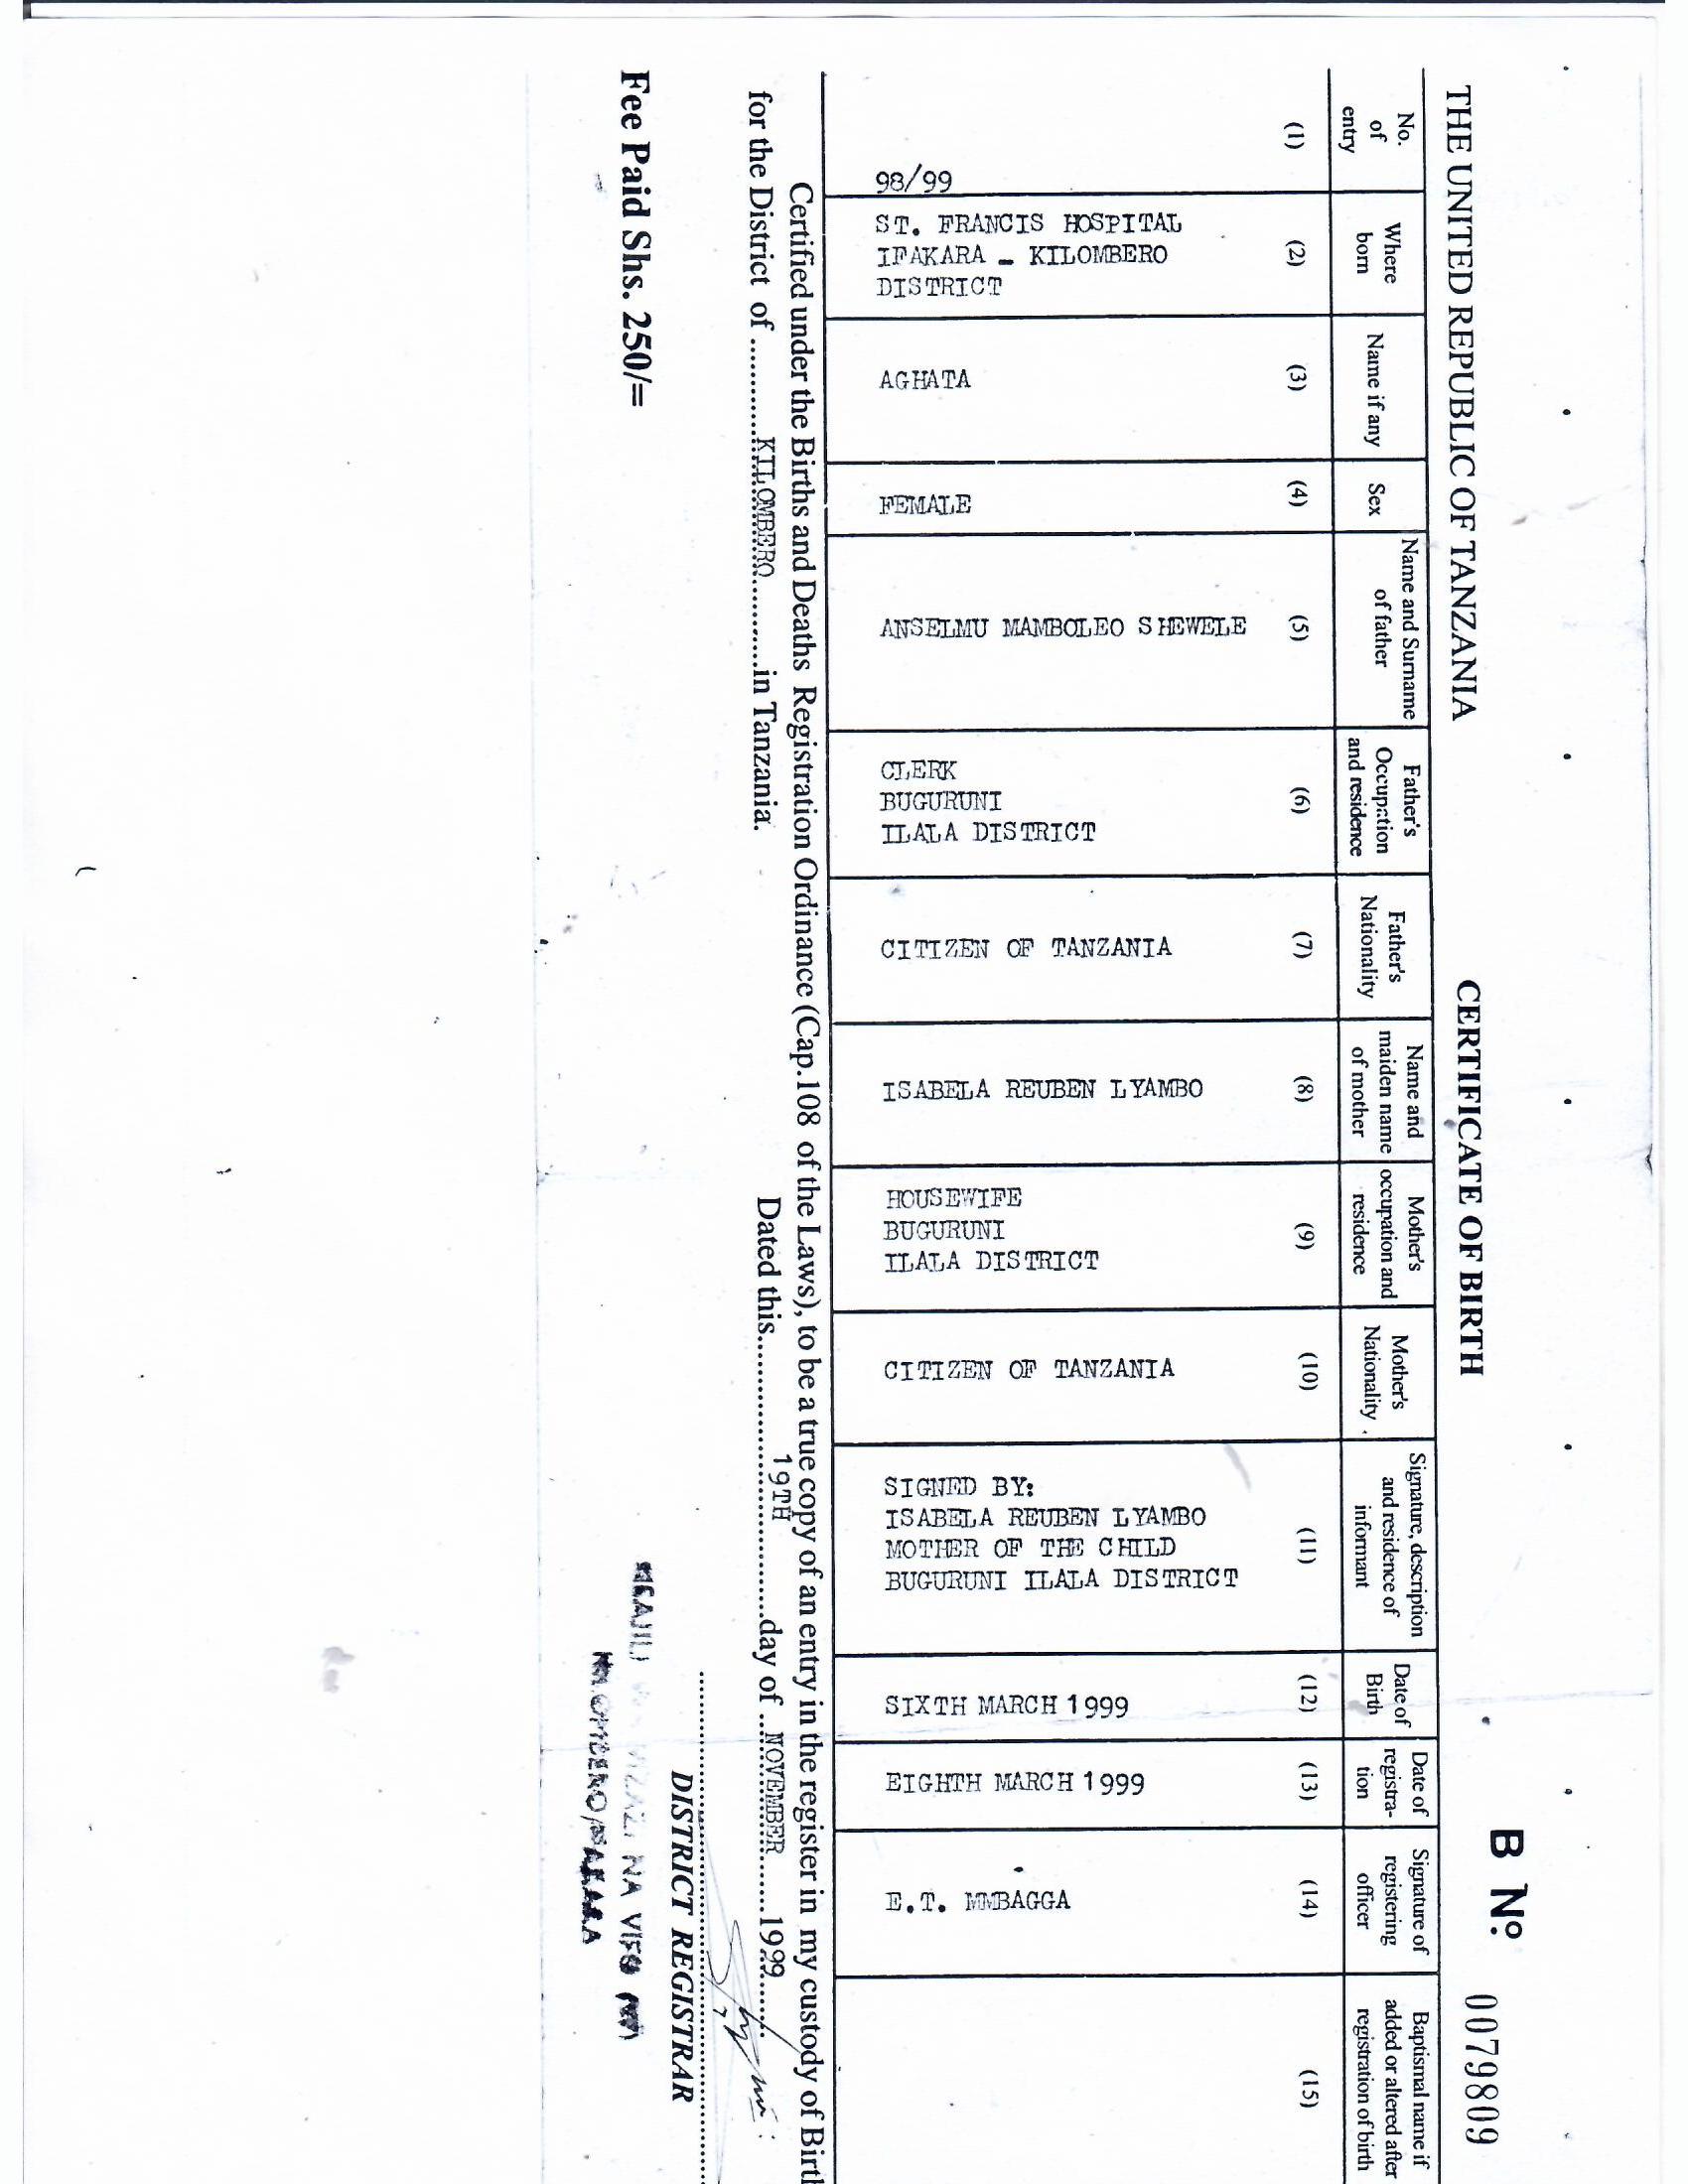 B Nº. 0079809
THE UNITED REPUBLIC OF TANZANIA
CERTIFICATE OF BIRTH
No.
of
entry
Where
born
Name if any
Sex
Name and Surname
of father
Father's
Occupation
and residence
Father's
Nationality
Name and
maiden name
of mother
Mother's
occupation and
residence
Mother's
Nationality
Signature, description
and residence of
informant
Date of
Birth
Date of
registra-
tion
Signature of
registering
officer
Baptismal name if
added or altered after
registration of birth
(1)
(2)
(3)
(4)
(5)
(6)
(7)
(8)
(9)
(10)
(11)
(12)
(13)
(14)
(15)
98/99
ST. FRANCIS HOSPITAL
IFAKARA - KILOMBERO
DISTRICT
AGHATA
FEMALE
ANSELMU MAMBOLEO SHEWELE
CLERK
BUGURUNI
ILALA DISTRICT
CITIZEN OF TANZANIA
ISABELA REUBEN LYAMBO
HOUSEWIFE
BUGURUNI
ILALA DISTRICT
CITIZEN OF TANZANIA
SIGNED BY:
ISABELA REUBEN LYAMBO
MOTHER OF THE CHILD
BUGURUNI ILALA DISTRICT
SIXTH MARCH 1999
EIGHTH MARCH 1999
E.T. MMBAGGA
Certified under the Births and Deaths Registration Ordinance (Cap.108 of the Laws), to be a true copy of an entry in the register in my custody of Birth
for the District of ............KILOMBERO............in Tanzania. Dated this............19TH............day of ...NOVEMBER......1999......
DISTRICT REGISTRAR
Fee Paid Shs. 250/=
NA VIFO